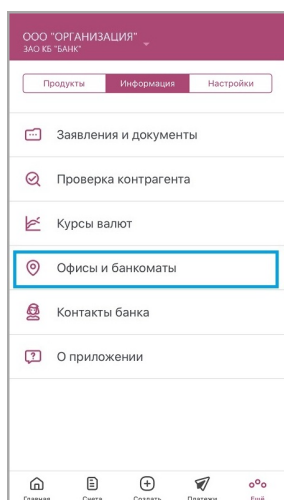 ООО "ОРГАНИЗАЦИЯ"
ЗАО КБ "БАНК"
Продукты Информация Настройки
Заявления и документы
Проверка контрагента
Курсы валют
Офисы и банкоматы
Контакты банка
О приложении
Главная Счета Создать Платежи Ещё